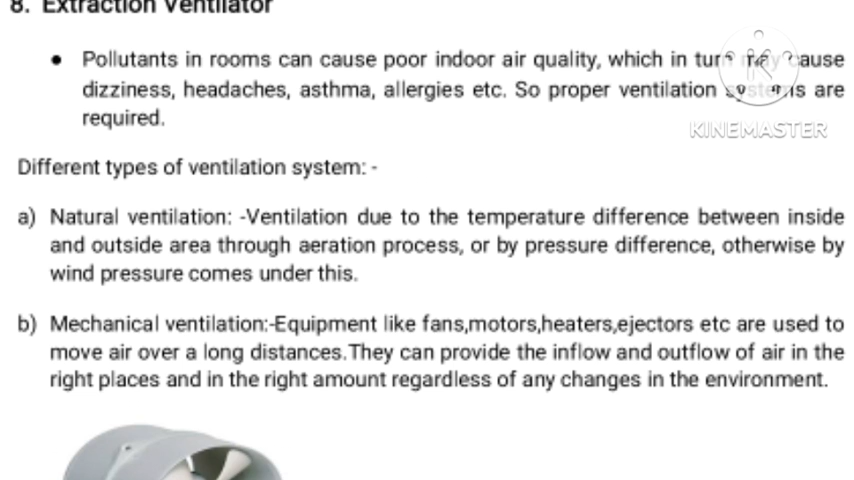 8. Extraction Ventilator
• Pollutants in rooms can cause poor indoor air quality, which in turn may cause
dizziness, headaches, asthma, allergies etc. So proper ventilation systems are
required.
KINEMASTER
Different types of ventilation system: -
a) Natural ventilation: -Ventilation due to the temperature difference between inside
and outside area through aeration process, or by pressure difference, otherwise by
wind pressure comes under this.
b) Mechanical ventilation:-Equipment like fans,motors,heaters,ejectors etc are used to
move air over a long distances.They can provide the inflow and outflow of air in the
right places and in the right amount regardless of any changes in the environment.